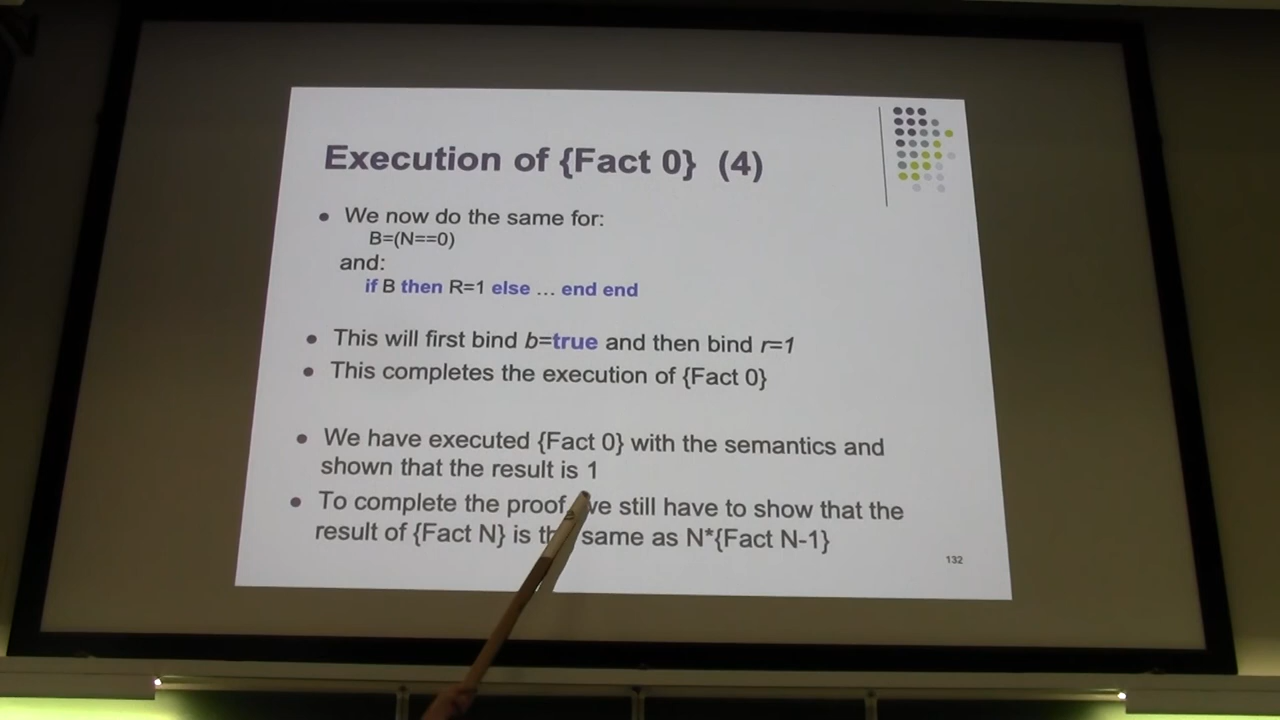 Execution of {Fact 0} (4)
• We now do the same for:
B=(N==0)
and:
if B then R=1 else ... end end
• This will first bind b=true and then bind r=1
• This completes the execution of {Fact 0}
• We have executed {Fact 0} with the semantics and
shown that the result is 1
• To complete the proof, we still have to show that the
result of {Fact N} is the same as N*{Fact N-1}
132